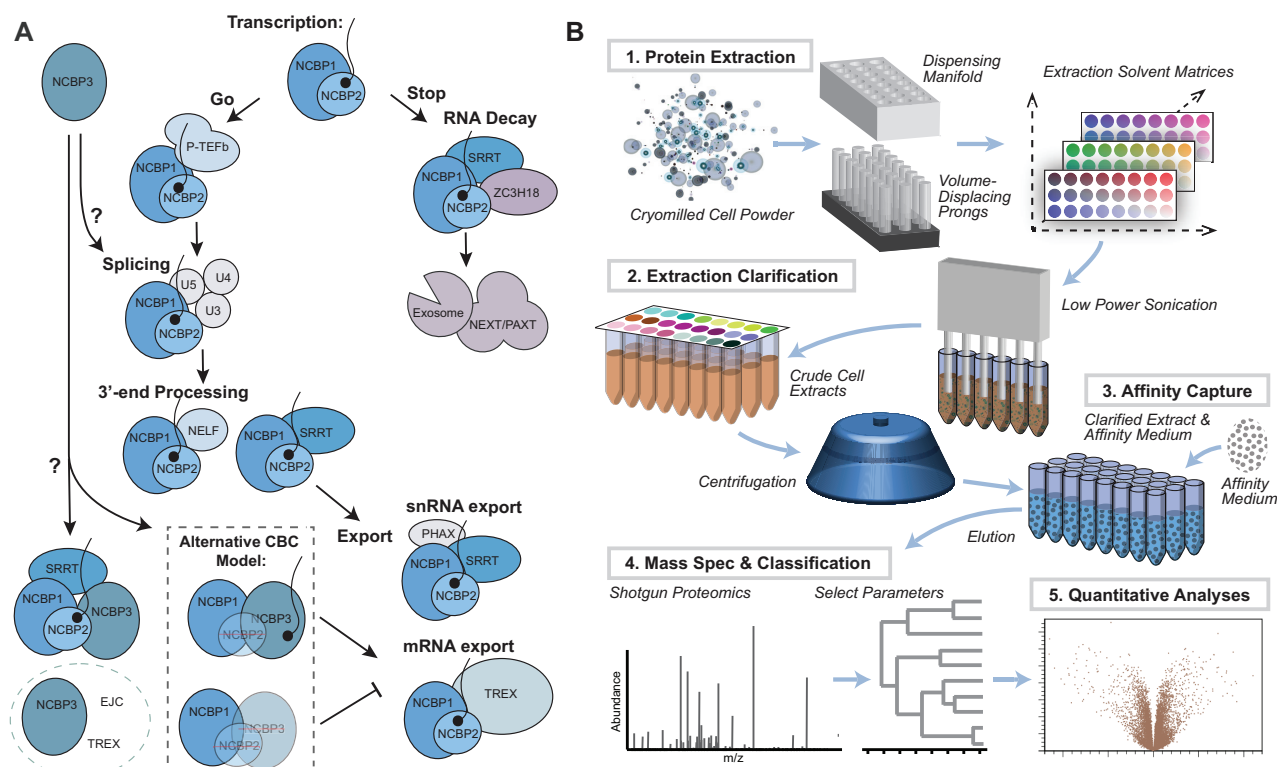 A
Transcription:
NCBP3
NCBP1
NCBP2
Go
Stop
P-TEFb
NCBP1
NCBP2
RNA Decay
SRRT
NCBP1
ZC3H18
NCBP2
?
Splicing
U5
U4
U3
NCBP1
NCBP2
Exosome
NEXT/PAXT
3'-end Processing
NELF
NCBP1
NCBP2
SRRT
NCBP1
NCBP2
?
Export
snRNA export
PHAX
NCBP1
SRRT
NCBP2
SRRT
NCBP1
NCBP3
NCBP2
Alternative CBC
Model:
NCBP1
NCBP3
NCBP2
NCBP1
NCBP3
NCBP2
mRNA export
TREX
NCBP1
NCBP2
NCBP3
EJC
TREX
B
1. Protein Extraction
Cryomilled Cell Powder
Dispensing
Manifold
Volume-
Displacing
Prongs
Extraction Solvent Matrices
2. Extraction Clarification
Low Power Sonication
Crude Cell
Extracts
Centrifugation
3. Affinity Capture
Clarified Extract &
Affinity Medium
Affinity
Medium
Elution
4. Mass Spec & Classification
Shotgun Proteomics
Select Parameters
Abundance
m/z
5. Quantitative Analyses